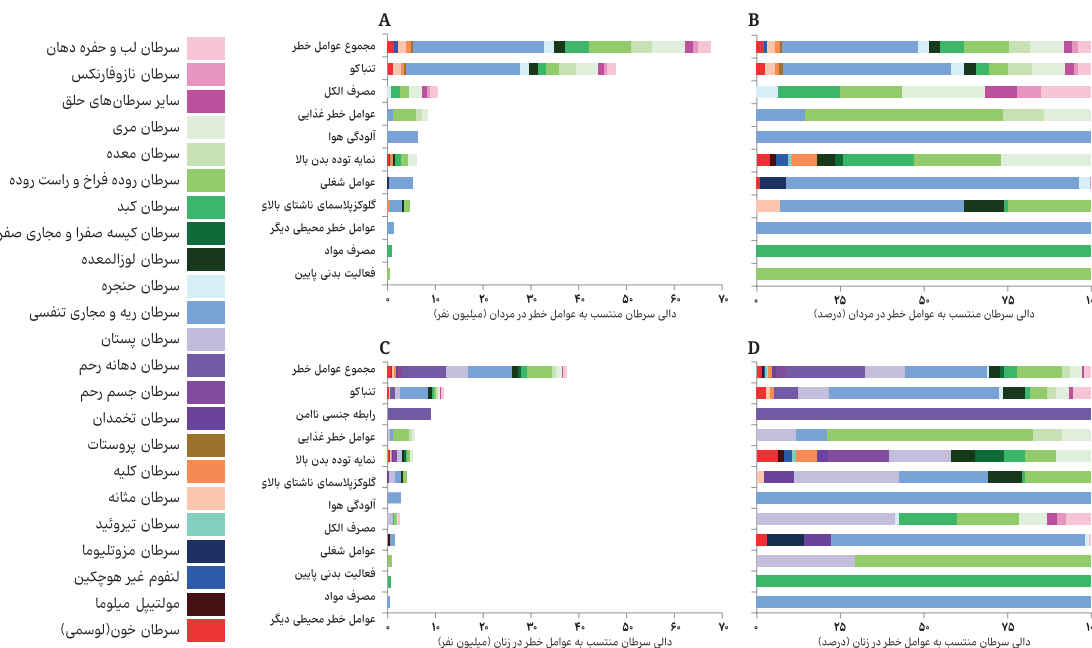 A
B
سرطان لب و حفره دهان
سرطان نازوفارنکس
سایر سرطان‌های حلق
سرطان مری
سرطان معده
سرطان روده فراخ و راست روده
سرطان کبد
سرطان کیسه صفرا و مجاری صفر
سرطان لوزالمعده
سرطان حنجره
سرطان ریه و مجاری تنفسی
سرطان پستان
سرطان دهانه رحم
سرطان جسم رحم
سرطان تخمدان
سرطان پروستات
سرطان کلیه
سرطان مثانه
سرطان تیروئید
سرطان مزوتلیوما
لنفوم غیر هوچکین
مولتیپل میلوما
سرطان خون(لوسمی)
مجموع عوامل خطر
تنباکو
مصرف الکل
عوامل خطر غذایی
آلودگی هوا
نمایه توده بدن بالا
عوامل شغلی
گلوکزپلاسمای ناشتای بالای
عوامل خطر محیطی دیگر
مصرف مواد
فعالیت بدنی پایین
۰ ۱۰ ۲۰ ۳۰ ۴۰ ۵۰ ۶۰ ۷۰
دالی سرطان منتسب به عوامل خطر در مردان (میلیون نفر)
۰ ۲۵ ۵۰ ۷۵ ۱۰
دالی سرطان منتسب به عوامل خطر در مردان (درصد)
C
D
مجموع عوامل خطر
تنباکو
رابطه جنسی ناامن
عوامل خطر غذایی
نمایه توده بدن بالا
گلوکزپلاسمای ناشتای بالای
آلودگی هوا
مصرف الکل
عوامل شغلی
فعالیت بدنی پایین
مصرف مواد
عوامل خطر محیطی دیگر
۰ ۱۰ ۲۰ ۳۰ ۴۰ ۵۰ ۶۰ ۷۰
دالی سرطان منتسب به عوامل خطر در زنان (میلیون نفر)
۰ ۲۵ ۵۰ ۷۵ ۱۰
دالی سرطان منتسب به عوامل خطر در زنان (درصد)